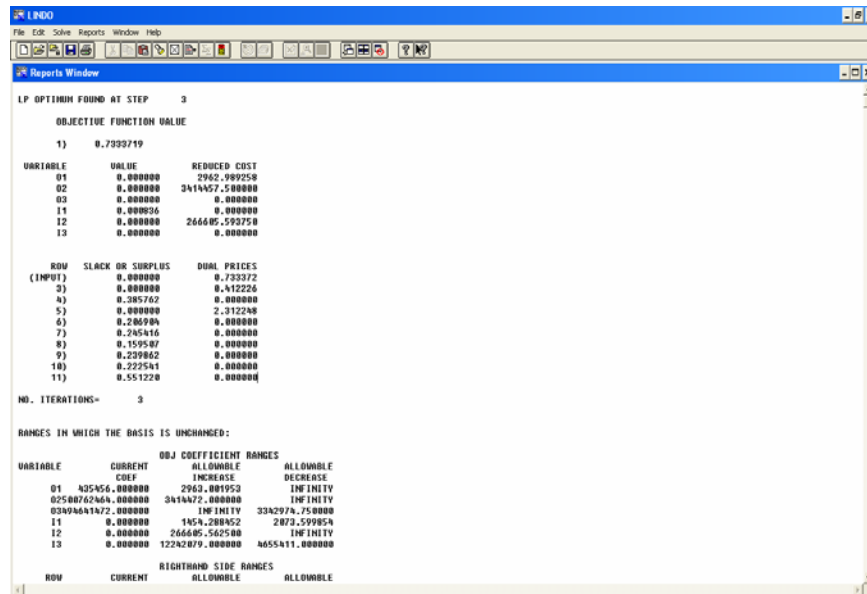 LINDO
File Edit Solve Reports Window Help
Reports Window
LP OPTIMUM FOUND AT STEP 3
OBJECTIVE FUNCTION VALUE
1) 0.7333719
VARIABLE VALUE REDUCED COST
O1 0.000000 2962.989258
O2 0.000000 3414457.500000
O3 0.000000 0.000000
I1 0.000836 0.000000
I2 0.000000 266605.593750
I3 0.000000 0.000000
ROW SLACK OR SURPLUS DUAL PRICES
(INPUT) 0.000000 0.733372
3) 0.000000 0.412226
4) 0.385762 0.000000
5) 0.000000 2.312248
6) 0.206904 0.000000
7) 0.245416 0.000000
8) 0.159507 0.000000
9) 0.239862 0.000000
10) 0.222541 0.000000
11) 0.551220 0.000000
NO. ITERATIONS= 3
RANGES IN WHICH THE BASIS IS UNCHANGED:
OBJ COEFFICIENT RANGES
VARIABLE CURRENT ALLOWABLE ALLOWABLE
COEF INCREASE DECREASE
O1 435456.000000 2963.001953 INFINITY
O2500762464.000000 3414472.000000 INFINITY
O3494641472.000000 INFINITY 3342974.750000
I1 0.000000 1454.288452 2073.599854
I2 0.000000 266605.562500 INFINITY
I3 0.000000 12242079.000000 4655411.000000
RIGHTHAND SIDE RANGES
ROW CURRENT ALLOWABLE ALLOWABLE